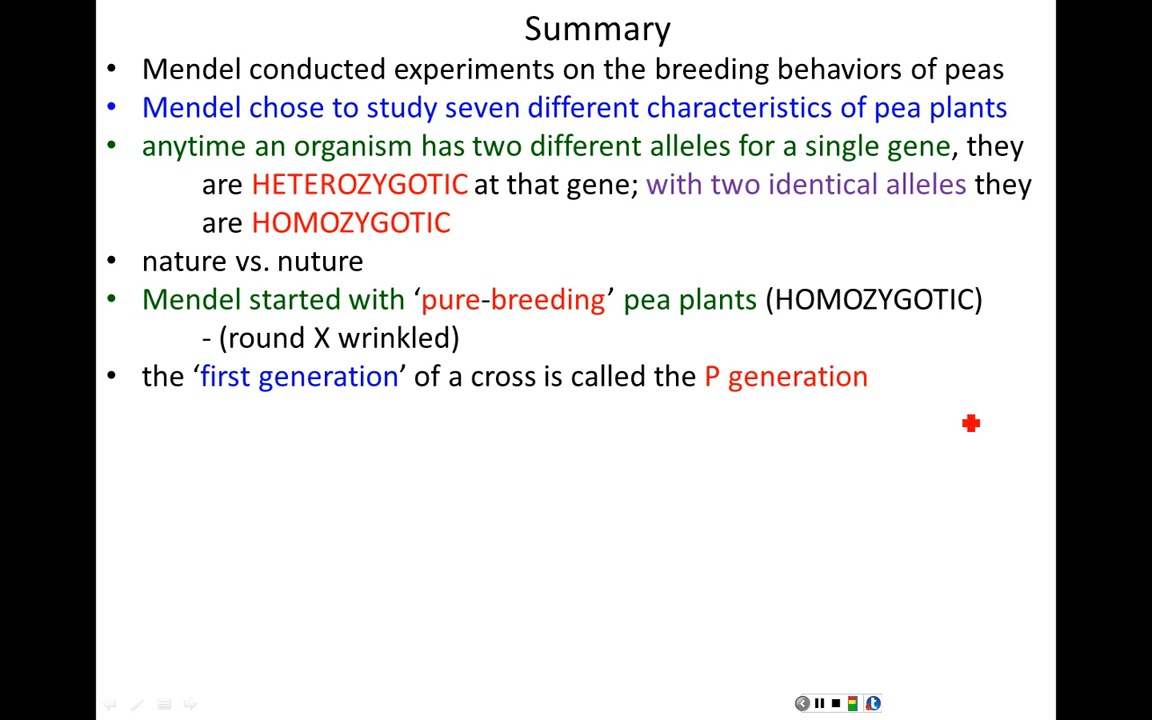 Summary
• Mendel conducted experiments on the breeding behaviors of peas
• Mendel chose to study seven different characteristics of pea plants
• anytime an organism has two different alleles for a single gene, they
are HETEROZYGOTIC at that gene; with two identical alleles they
are HOMOZYGOTIC
• nature vs. nuture
• Mendel started with ‘pure-breeding’ pea plants (HOMOZYGOTIC)
- (round X wrinkled)
• the ‘first generation’ of a cross is called the P generation